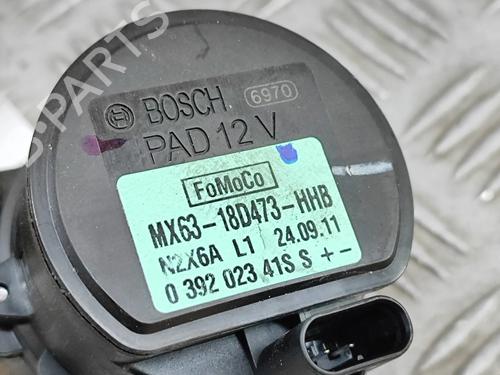 BOSCH 6970
PAD 12 V
FoMoCo
MX63-18D473-HHB
N2X6A L1 24.09.11
0 392 023 41S S + -